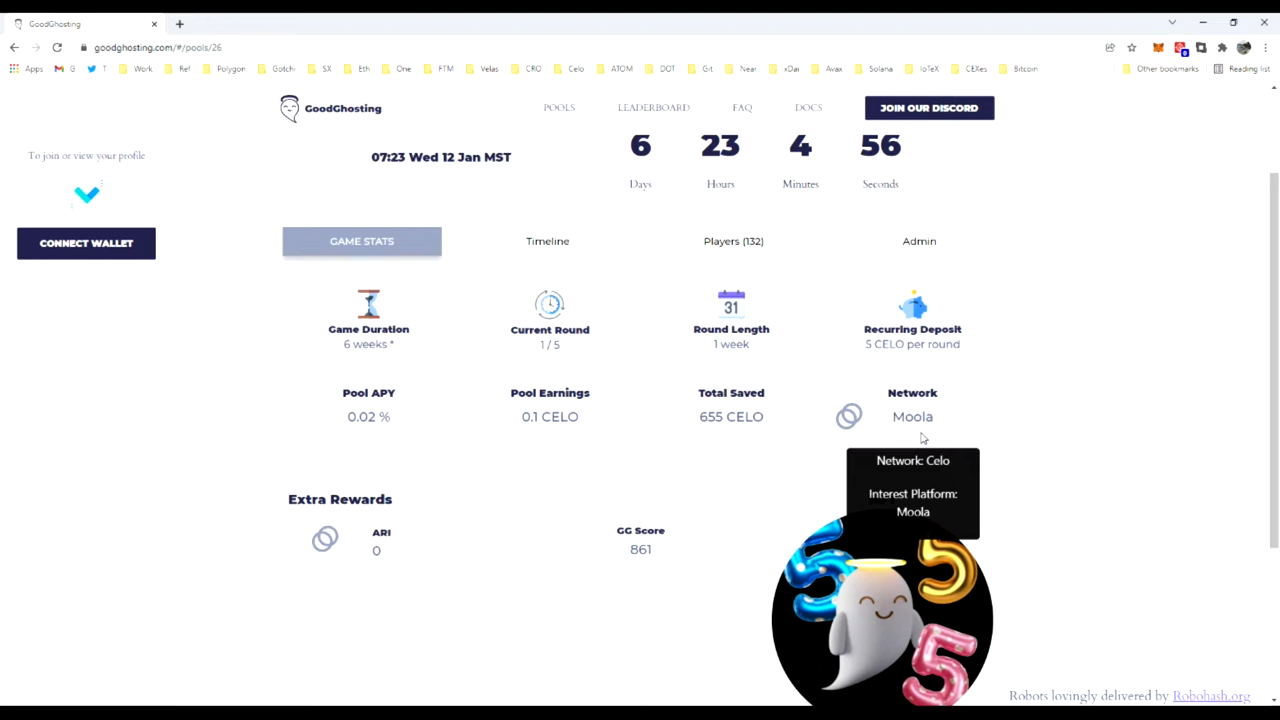 GoodGhosting
goodghosting.com/#/pools/26
Apps G T Work Ref Polygon Gotch SX Eth One FTM Velas CRO Celo ATOM DOT Git Near xDai Avax Solana IoTeX CEXes Bitcoin Other bookmarks Reading list
GoodGhosting POOLS LEADERBOARD FAQ DOCS JOIN OUR DISCORD
To join or view your profile
CONNECT WALLET
07:23 Wed 12 Jan MST
6 23 4 56
Days Hours Minutes Seconds
GAME STATS Timeline Players (132) Admin
31
Game Duration Current Round Round Length Recurring Deposit
6 weeks * 1 / 5 1 week 5 CELO per round
Pool APY Pool Earnings Total Saved Network
0.02 % 0.1 CELO 655 CELO Moola
Network: Celo
Interest Platform:
Moola
Extra Rewards
ARI
0
GG Score
861
5 5
5
Robots lovingly delivered by Robohash.org